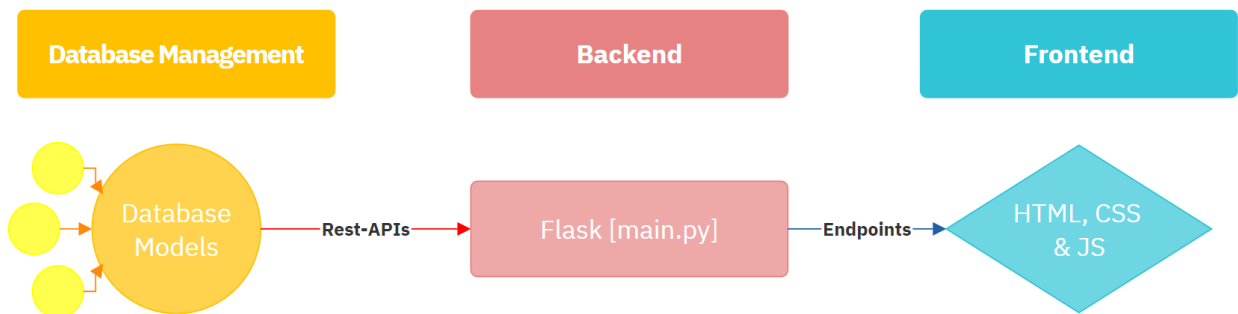 Database Management
Backend
Frontend
Database
Models
Rest-APIs
Flask [main.py]
Endpoints
HTML, CSS
& JS